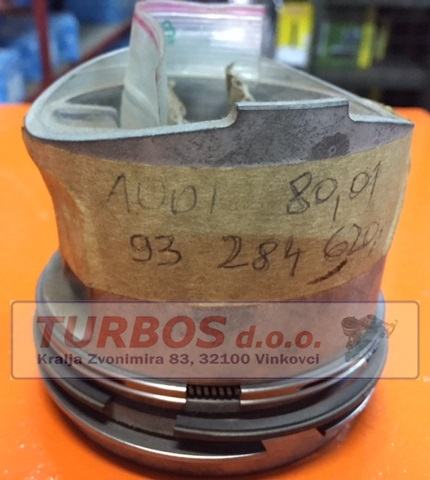 AUDI 80,01
93 284 620,
TURBOS d.o.o.
Kralja Zvonimira 83, 32100 Vinkovci